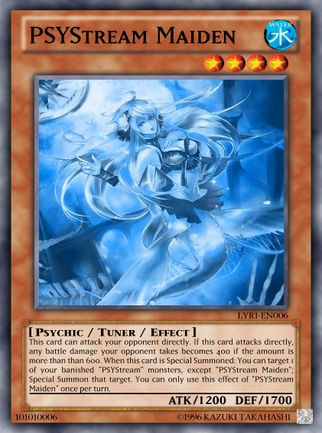 PSYStream Maiden
WATER
水
LYR1-EN006
[ Psychic / Tuner / Effect ]
This card can attack your opponent directly. If this card attacks directly,
any battle damage your opponent takes becomes 400 if the amount is
more than than 600. When this card is Special Summoned: You can target 1
of your banished "PSYStream" monsters, except "PSYStream Maiden";
Special Summon that target. You can only use this effect of "PSYStream
Maiden" once per turn.
ATK/1200 DEF/1200
101010006
©1996 KAZUKI TAKAHASHI